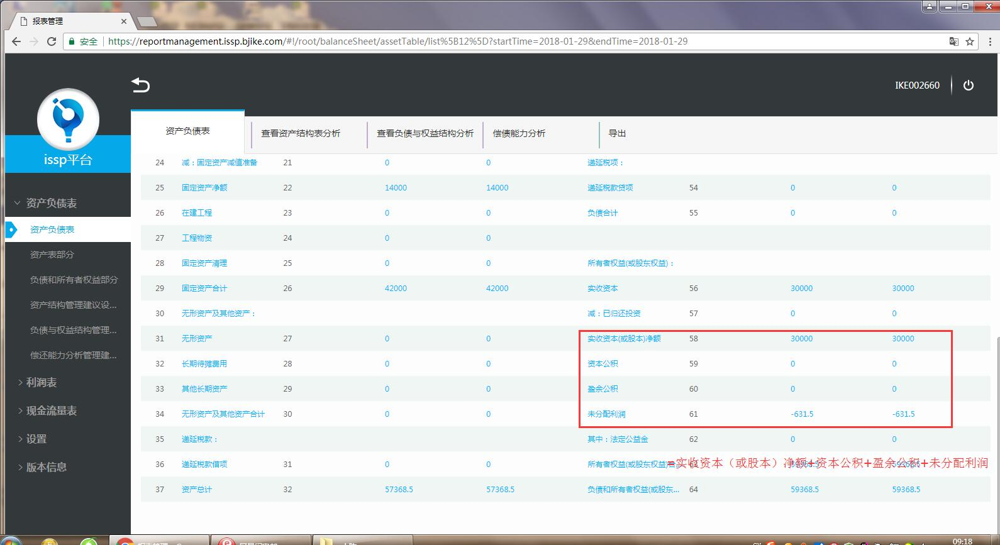 报表管理
安全 https://reportmanagement.issp.bjike.com/#!/root/balanceSheet/assetTable/list%5B12%5D?startTime=2018-01-29&endTime=2018-01-29
IKE002660
issp平台
资产负债表 查看资产结构表分析 查看负债与权益结构分析 偿债能力分析 导出
资产负债表
资产负债表
资产表部分
负债和所有者权益部分
资产结构管理建议设...
负债与权益结构管理...
偿还能力分析管理建...
利润表
现金流量表
设置
版本信息
24 减：固定资产减值准备 21 0 0 递延税项：
25 固定资产净额 22 14000 14000 递延税款贷项 54 0 0
26 在建工程 23 0 0 负债合计 55 0 0
27 工程物资 24 0 0
28 固定资产清理 25 0 0 所有者权益(或股东权益)：
29 固定资产合计 26 42000 42000 实收资本 56 30000 30000
30 无形资产及其他资产： 减：已归还投资 57 0 0
31 无形资产 27 0 0 实收资本(或股本)净额 58 30000 30000
32 长期待摊费用 28 0 0 资本公积 59 0 0
33 其他长期资产 29 0 0 盈余公积 60 0 0
34 无形资产及其他资产合计 30 0 0 未分配利润 61 -631.5 -631.5
35 递延税款： 其中：法定公益金 62 0 0
36 递延税款借项 31 0 0 所有者权益(或股东权益)
=实收资本（或股本）净额+资本公积+盈余公积+未分配利润
37 资产总计 32 57368.5 57368.5 负债和所有者权益(或股东... 64 59368.5 59368.5
09:18